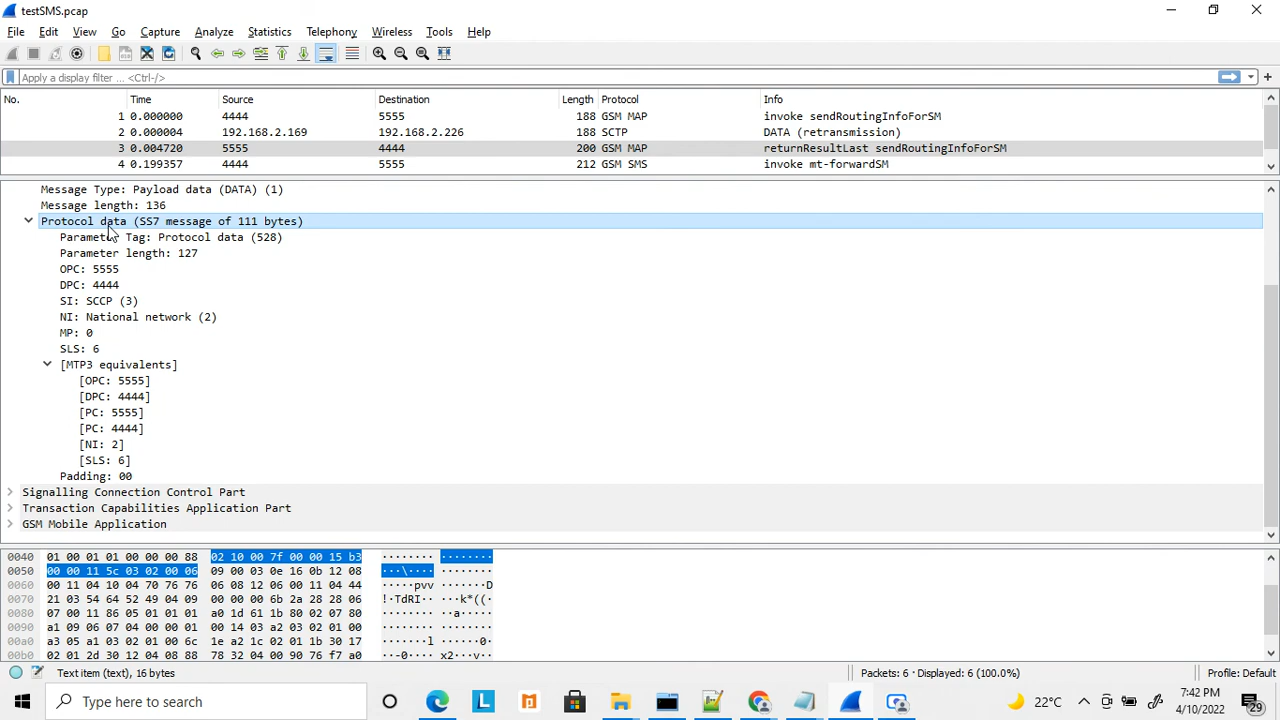 testSMS.pcap
File Edit View Go Capture Analyze Statistics Telephony Wireless Tools Help
Apply a display filter ... <Ctrl-/>
No. Time Source Destination Length Protocol Info
1 0.000000 4444 5555 188 GSM MAP invoke sendRoutingInfoForSM
2 0.000004 192.168.2.169 192.168.2.226 188 SCTP DATA (retransmission)
3 0.004720 5555 4444 200 GSM MAP returnResultLast sendRoutingInfoForSM
4 0.199357 4444 5555 212 GSM SMS invoke mt-forwardSM
Message Type: Payload data (DATA) (1)
Message length: 136
Protocol data (SS7 message of 111 bytes)
Parameter Tag: Protocol data (528)
Parameter length: 127
OPC: 5555
DPC: 4444
SI: SCCP (3)
NI: National network (2)
MP: 0
SLS: 6
[MTP3 equivalents]
[OPC: 5555]
[DPC: 4444]
[PC: 5555]
[PC: 4444]
[NI: 2]
[SLS: 6]
Padding: 00
Signalling Connection Control Part
Transaction Capabilities Application Part
GSM Mobile Application
0040 01 00 01 01 00 00 00 88 02 10 00 7f 00 00 15 b3 ········ ········
0050 00 00 11 5c 03 02 00 06 09 00 03 0e 16 0b 12 08 ···\···· ········
0060 00 11 04 10 04 70 76 76 06 08 12 06 00 11 04 44 ·····pvv ·······D
0070 21 03 54 64 52 49 04 09 00 00 00 6b 2a 28 28 06 !·TdRI·· ···k*((·
0080 07 00 11 86 05 01 01 01 a0 1d 61 1b 80 02 07 80 ········ ··a·····
0090 a1 09 06 07 04 00 00 01 00 14 03 a2 03 02 01 00 ········ ········
00a0 a3 05 a1 03 02 01 00 6c 1e a2 1c 02 01 1b 30 17 ·······l ······0·
00b0 02 01 2d 30 12 04 08 88 78 32 04 00 90 76 f7 a0 ··-0···· x2···v··
Text item (text), 16 bytes
Packets: 6 · Displayed: 6 (100.0%)
Profile: Default
Type here to search
22°C
7:42 PM
4/10/2022
29